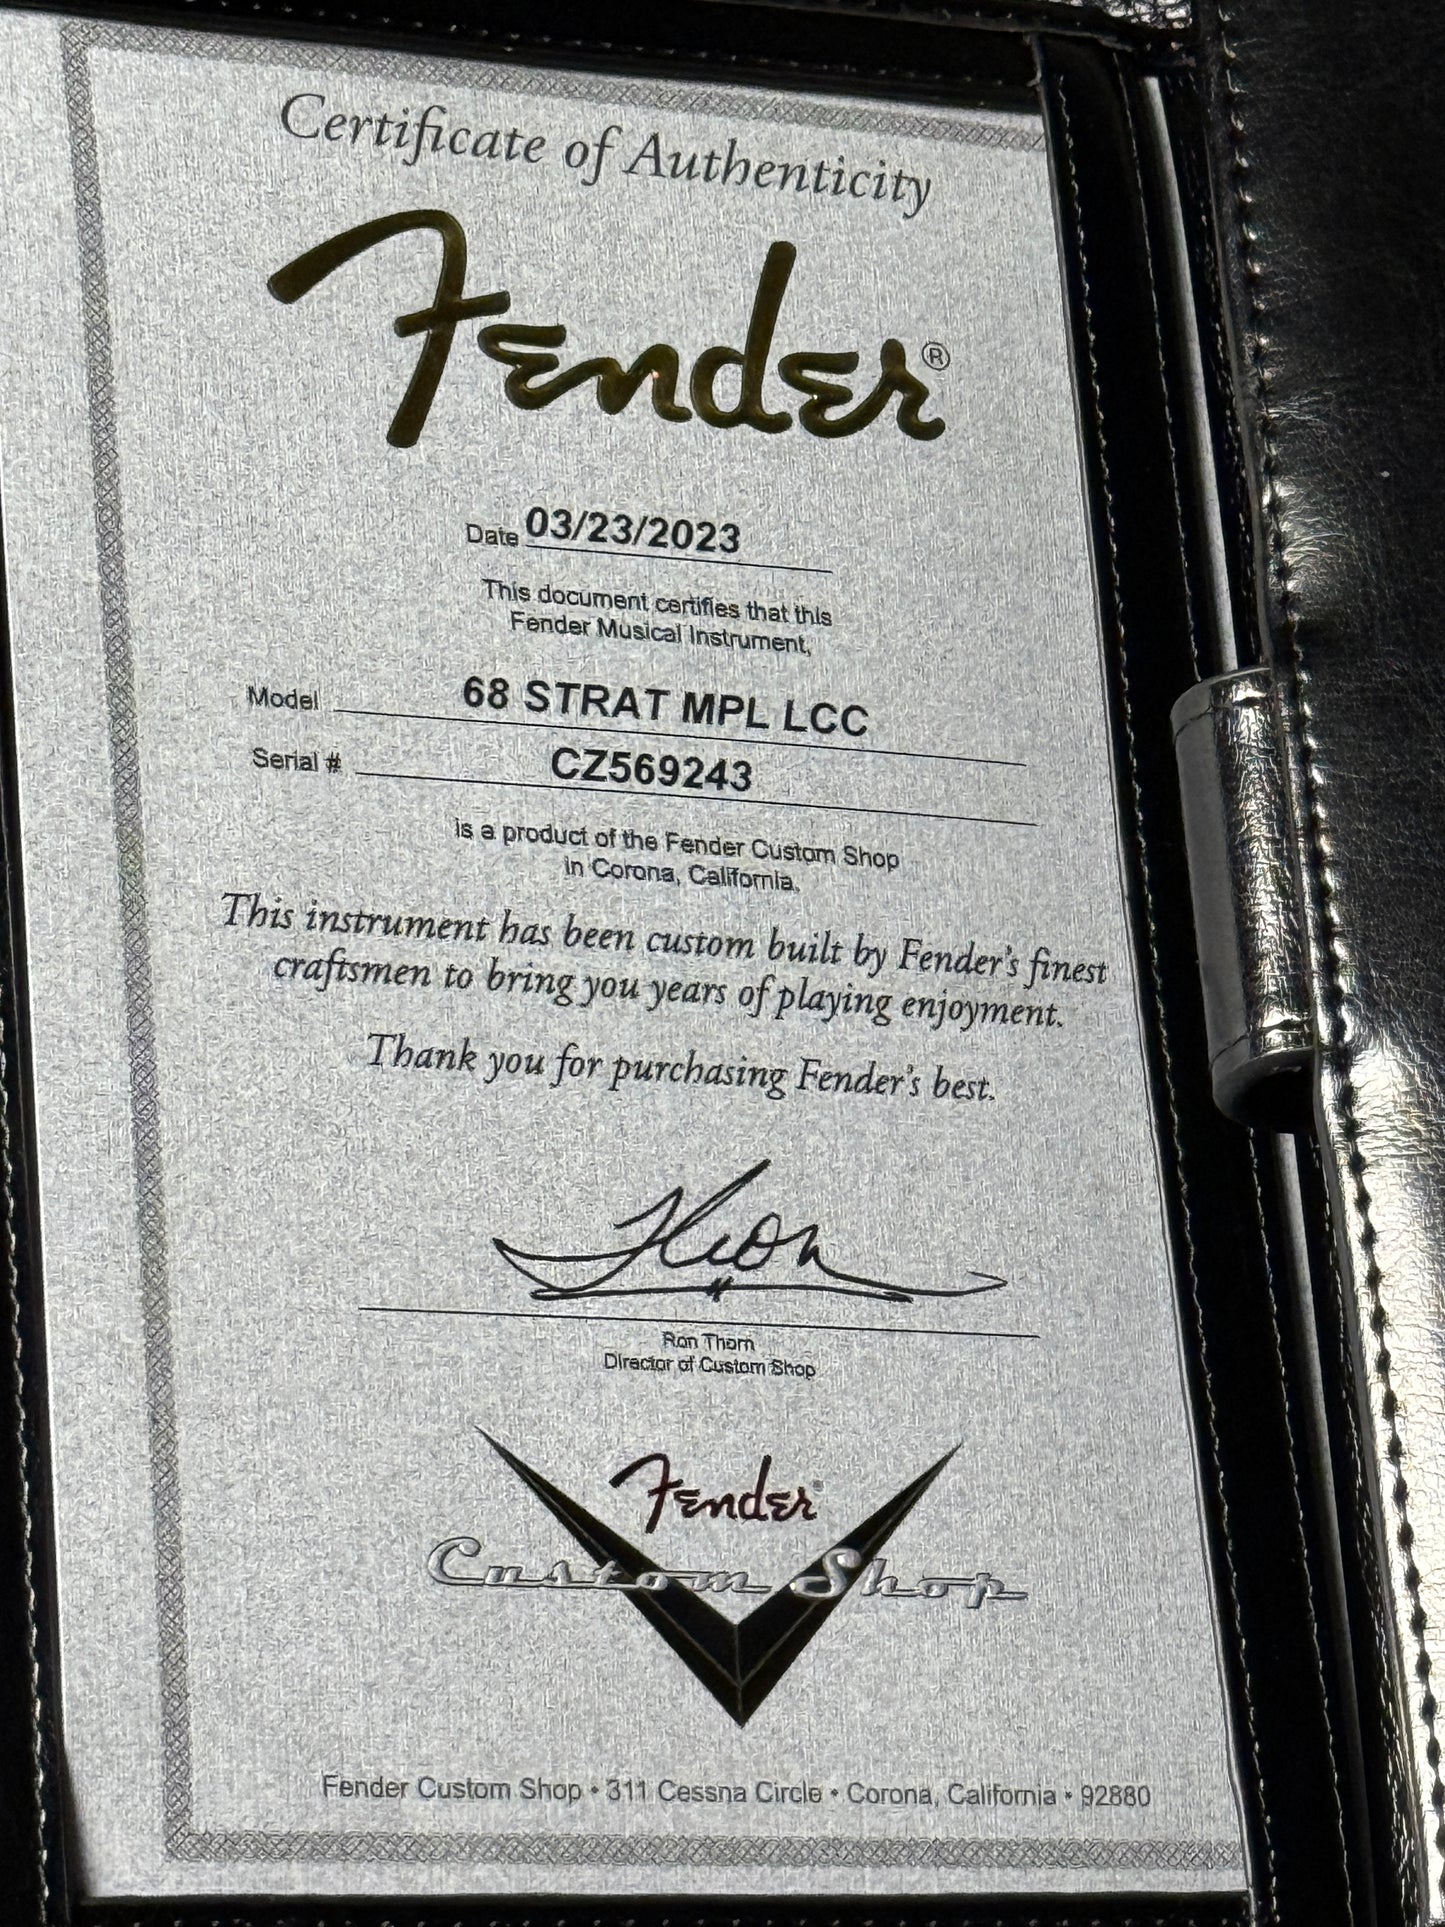 Certificate of Authenticity
Fender®
Date 03/23/2023
This document certifies that this
Fender Musical Instrument,
Model 68 STRAT MPL LCC
Serial # CZ569243
is a product of the Fender Custom Shop
in Corona, California.
This instrument has been custom built by Fender's finest
craftsmen to bring you years of playing enjoyment.
Thank you for purchasing Fender's best.
Ron Thorn
Director of Custom Shop
Fender
Custom Shop
Fender Custom Shop • 311 Cessna Circle • Corona, California • 92880